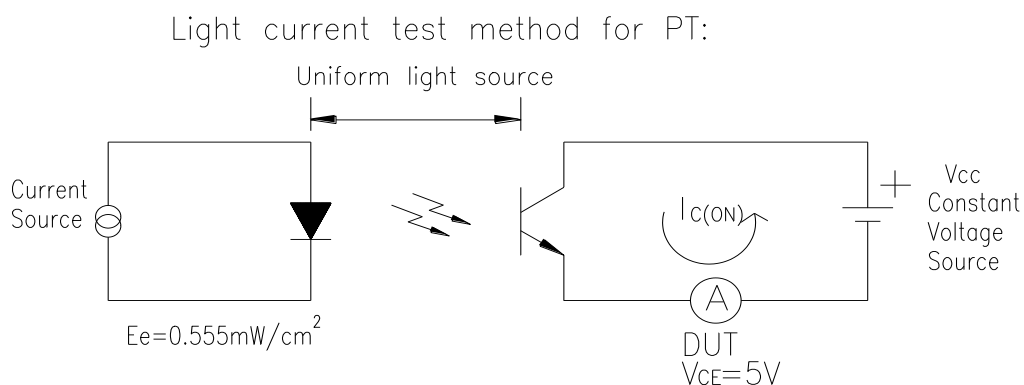 Light current test method for PT:
Uniform light source
Current
Source
IC(ON)
+
Vcc
Constant
Voltage
Source
A
Ee=0.555mW/cm²
DUT
VCE=5V